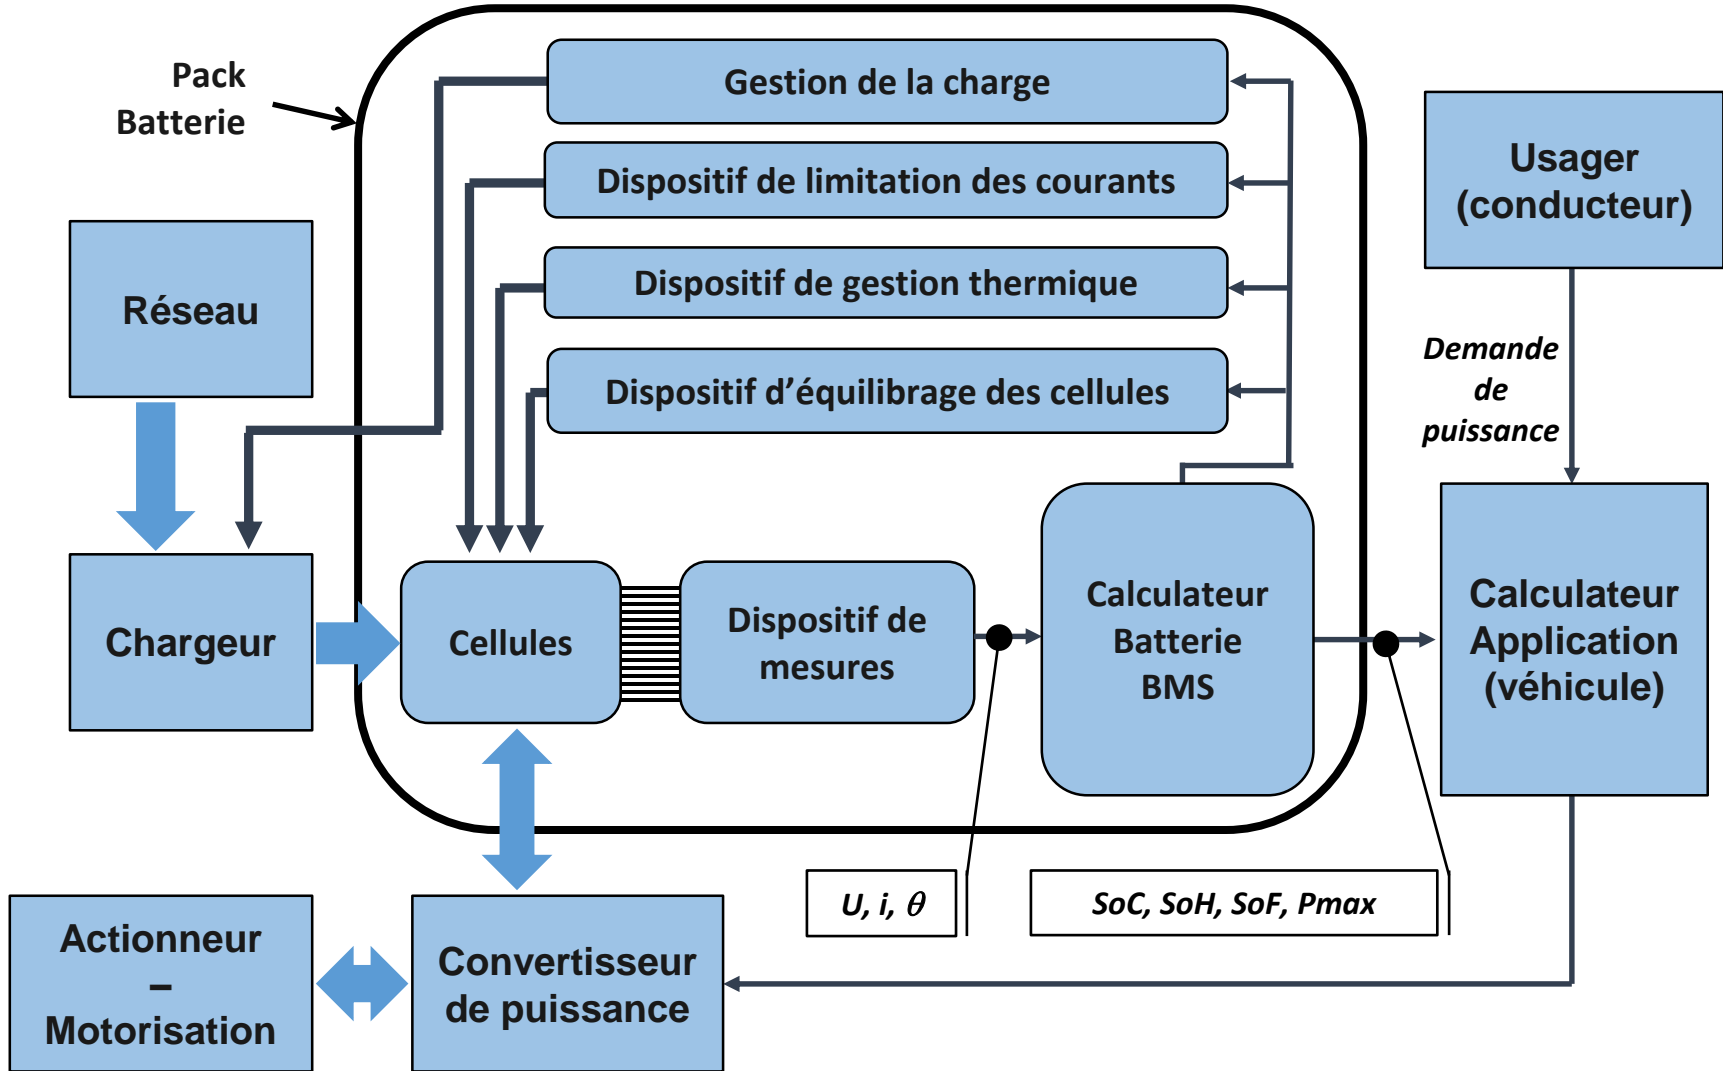 Pack
Batterie
Gestion de la charge
Dispositif de limitation des courants
Dispositif de gestion thermique
Dispositif d’équilibrage des cellules
Usager
(conducteur)
Réseau
Demande
de
puissance
Chargeur
Cellules
Dispositif de
mesures
Calculateur
Batterie
BMS
Calculateur
Application
(véhicule)
U, i, θ
SoC, SoH, SoF, Pmax
Actionneur
–
Motorisation
Convertisseur
de puissance